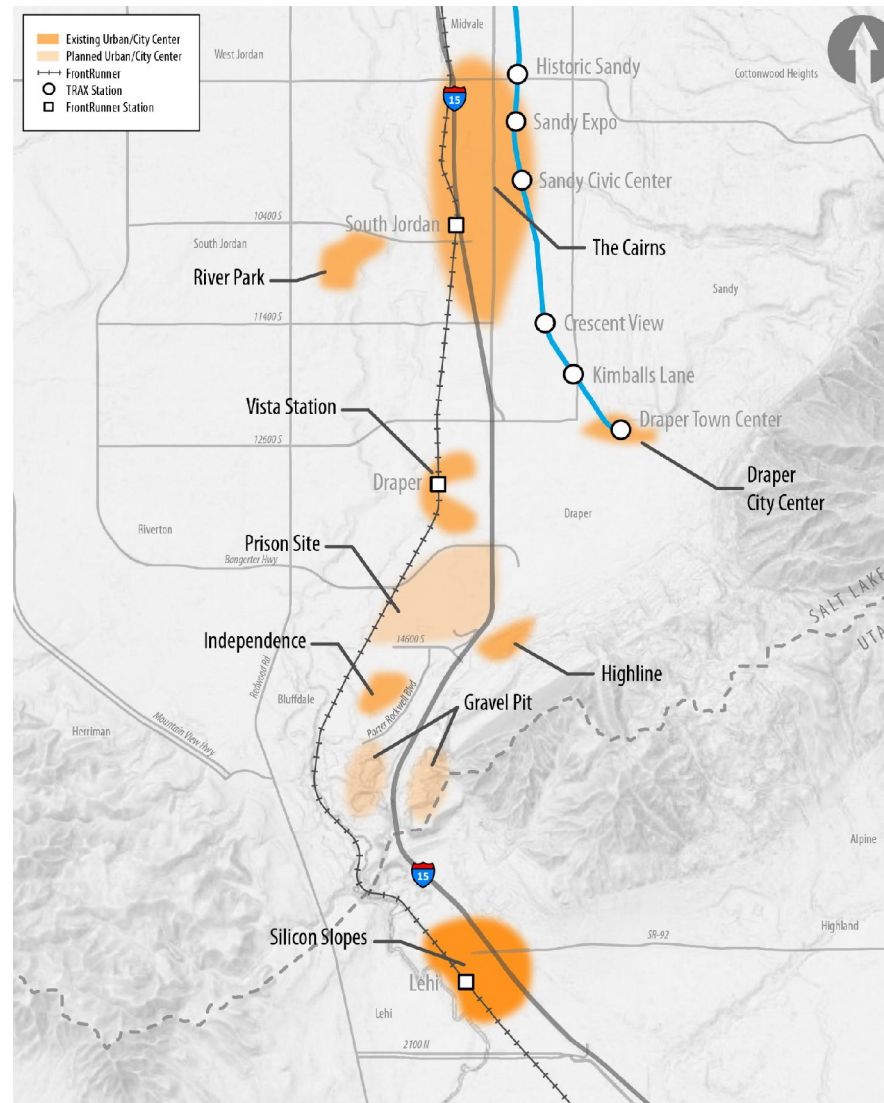 Existing Urban/City Center
Planned Urban/City Center
FrontRunner
TRAX Station
FrontRunner Station
Midvale
West Jordan
Historic Sandy
Cottonwood Heights
15
Sandy Expo
Sandy Civic Center
10400 S
South Jordan
South Jordan
The Cairns
River Park
Sandy
11400 S
Crescent View
Kimballs Lane
Vista Station
Draper Town Center
12600 S
Draper
Draper
City Center
Draper
Riverton
Prison Site
Bangerter Hwy
SALT LAKE
UTA
Independence
14600 S
Highline
Redwood Rd
Bluffdale
Gravel Pit
Porter Rockwell Blvd
Herriman
Mountain View Hwy
Alpine
15
Highland
Silicon Slopes
SR-92
Lehi
Lehi
2100 N